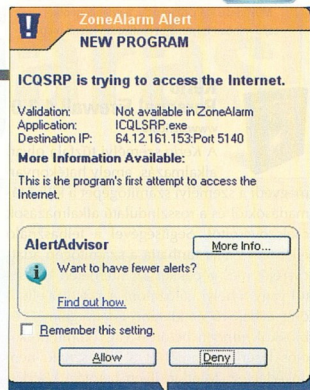 ZoneAlarm Alert
NEW PROGRAM
ICQSRP is trying to access the Internet.
Validation: Not available in ZoneAlarm
Application: ICQLSRP.exe
Destination IP: 64.12.161.153:Port 5140
More Information Available:
This is the program's first attempt to access the
Internet.
AlertAdvisor
More Info...
Want to have fewer alerts?
Find out how.
Remember this setting.
Allow Deny